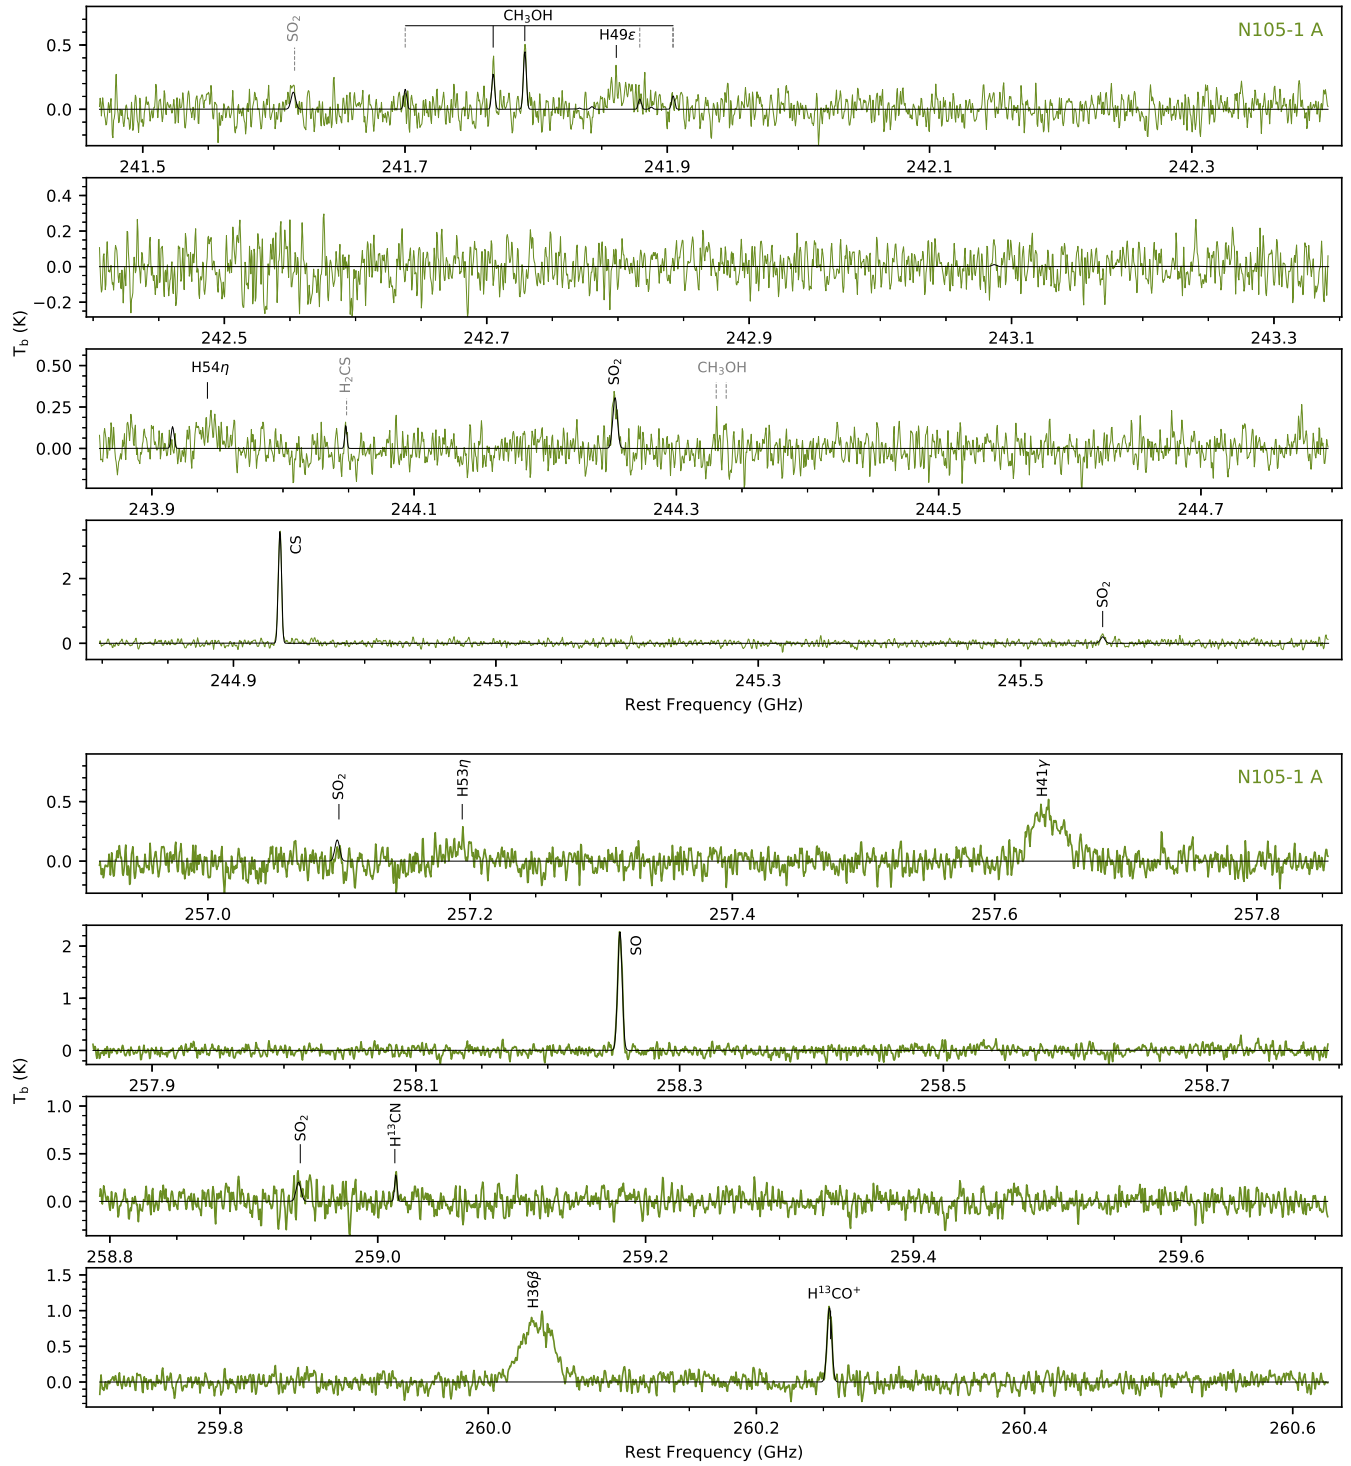 CH₃OH
SO₂
H49ε
N105-1 A
0.5
0.0
241.5 241.7 241.9 242.1 242.3
0.4
0.2
0.0
−0.2
242.5 242.7 242.9 243.1 243.3
T_b (K)
H54η H₂CS SO₂ CH₃OH
0.50
0.25
0.00
243.9 244.1 244.3 244.5 244.7
CS
SO₂
2
0
244.9 245.1 245.3 245.5
Rest Frequency (GHz)
SO₂ H53η H41γ N105-1 A
0.5
0.0
257.0 257.2 257.4 257.6 257.8
SO
2
1
0
257.9 258.1 258.3 258.5 258.7
T_b (K)
SO₂ H¹³CN
1.0
0.5
0.0
258.8 259.0 259.2 259.4 259.6
H36β H¹³CO⁺
1.5
1.0
0.5
0.0
259.8 260.0 260.2 260.4 260.6
Rest Frequency (GHz)